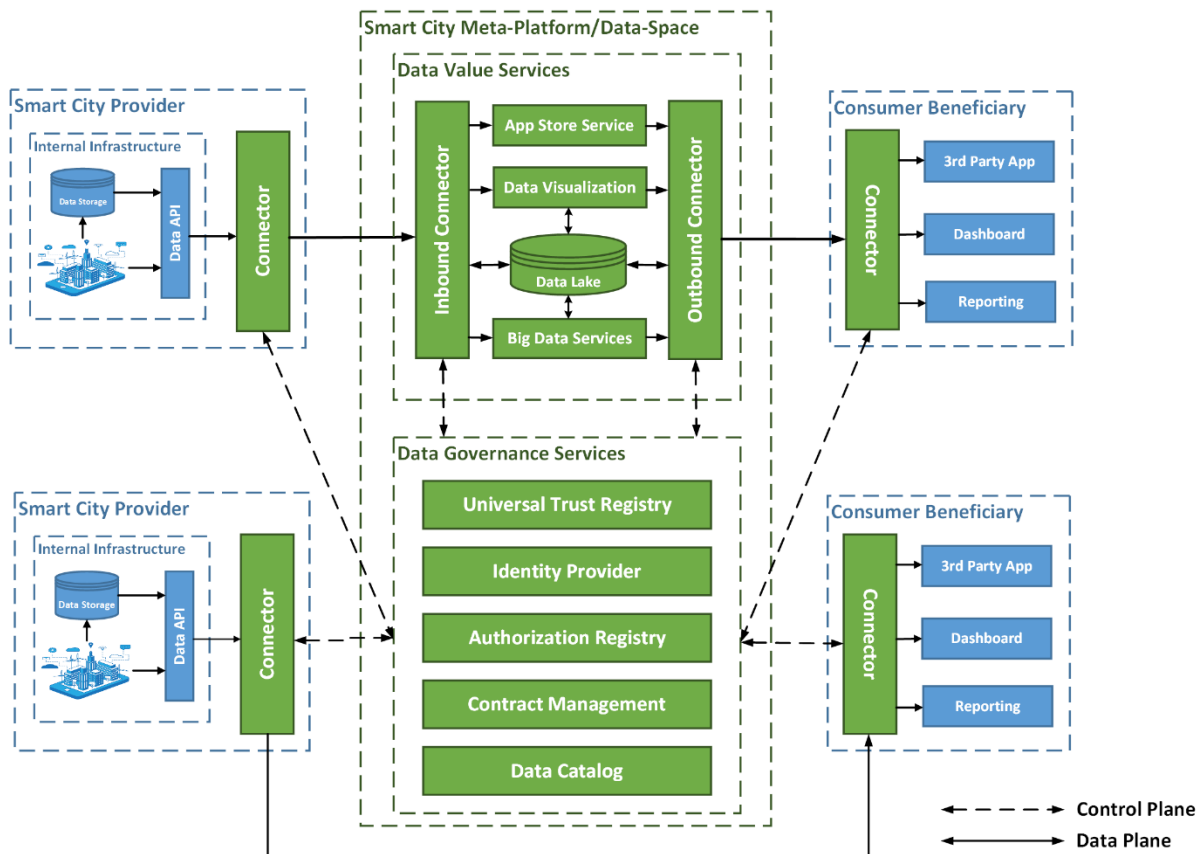 Smart City Meta-Platform/Data-Space
Data Value Services
Smart City Provider
Internal Infrastructure
Data Storage
Data API
Connector
Inbound Connector
App Store Service
Data Visualization
Data Lake
Big Data Services
Outbound Connector
Consumer Beneficiary
Connector
3rd Party App
Dashboard
Reporting
Data Governance Services
Universal Trust Registry
Identity Provider
Authorization Registry
Contract Management
Data Catalog
Smart City Provider
Internal Infrastructure
Data Storage
Data API
Connector
Consumer Beneficiary
Connector
3rd Party App
Dashboard
Reporting
Control Plane
Data Plane